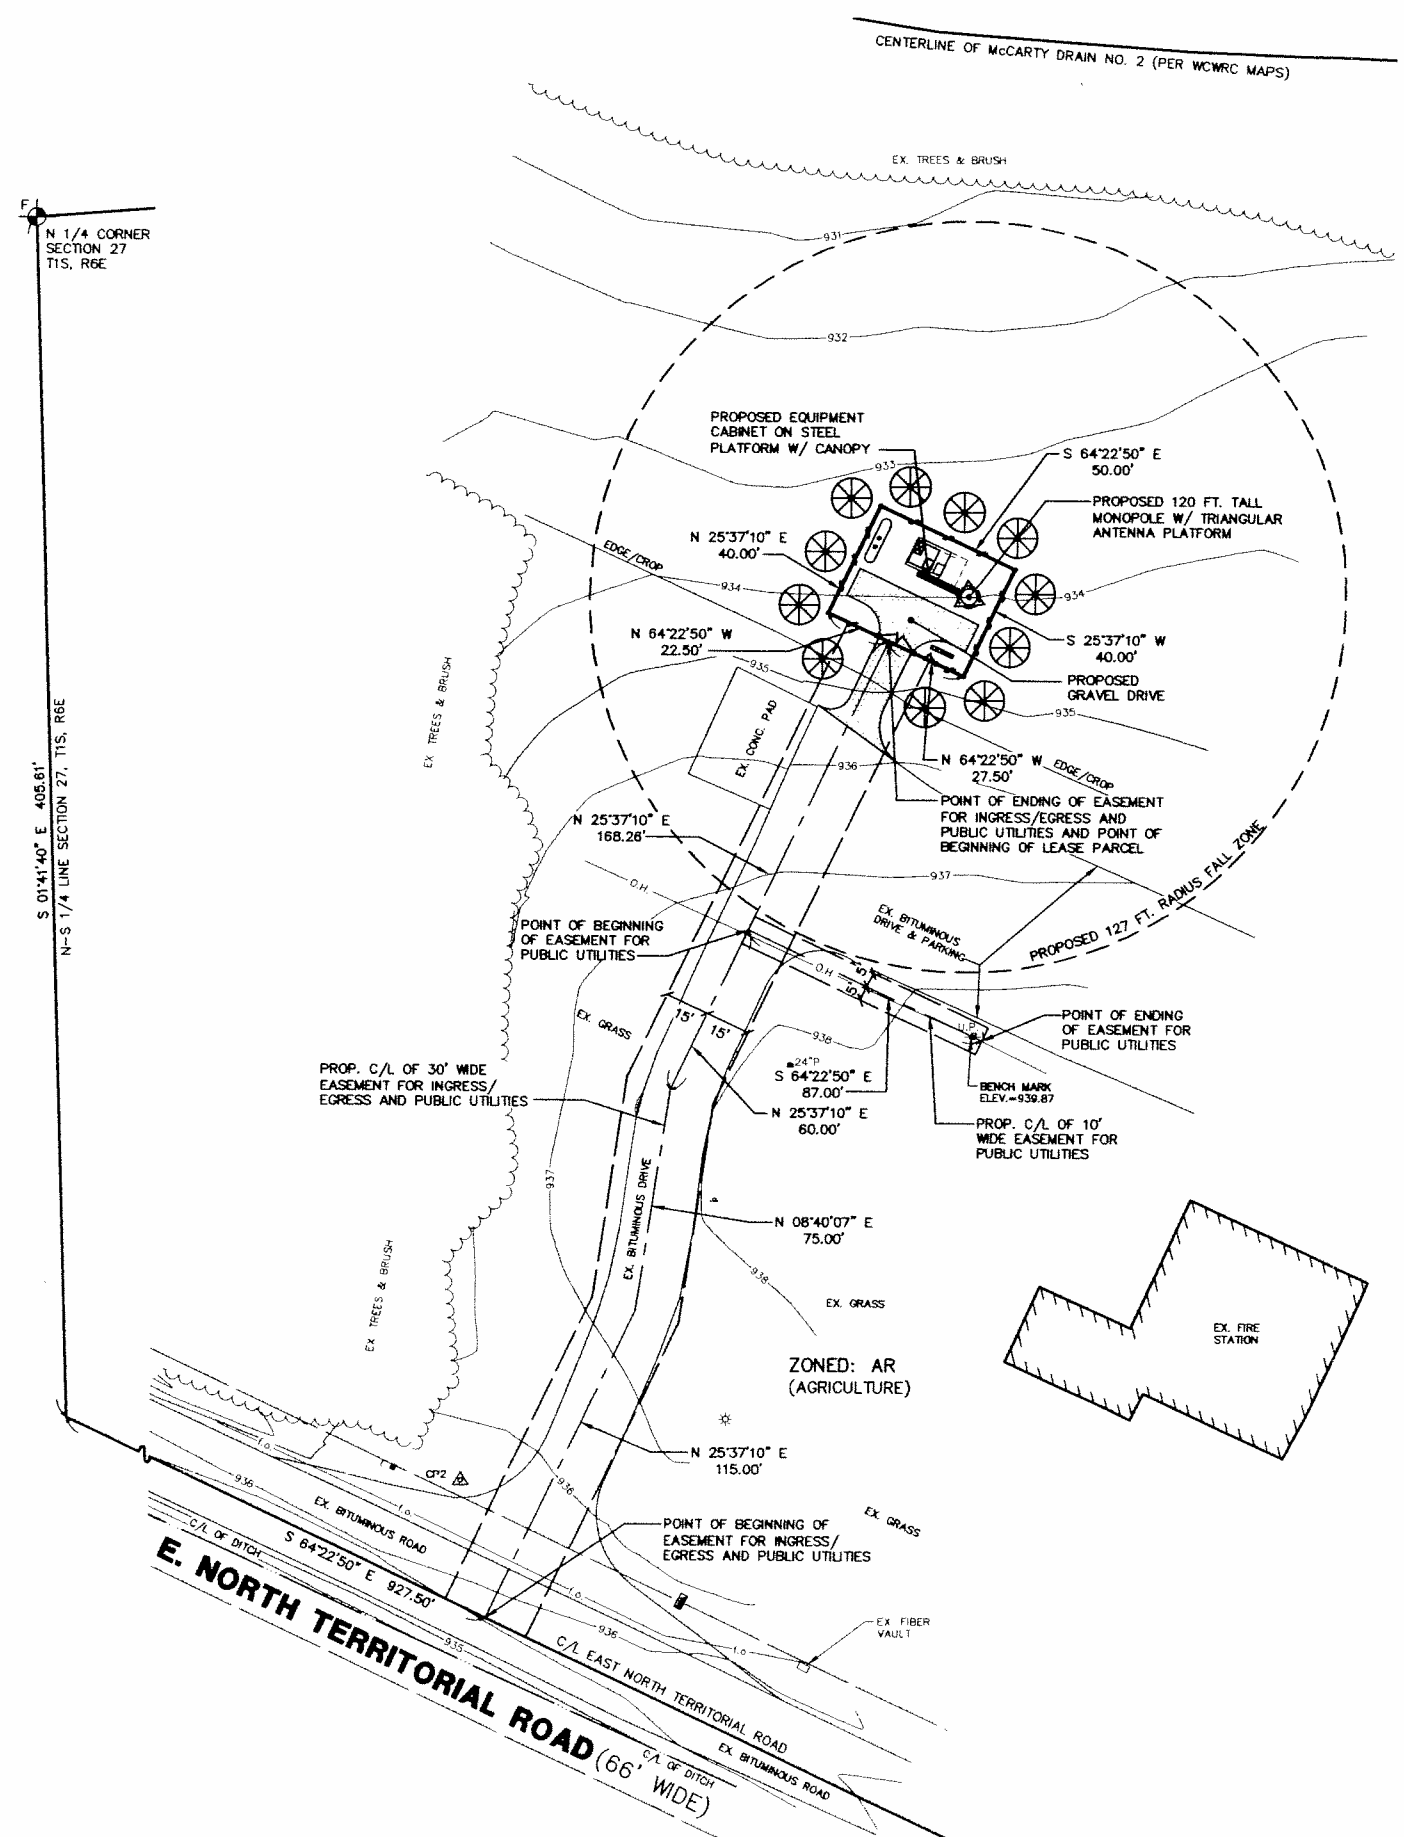 CENTERLINE OF McCARTY DRAIN NO. 2 (PER WCWRC MAPS)
EX. TREES & BRUSH
F
N 1/4 CORNER
SECTION 27
T1S, R6E
931
932
PROPOSED EQUIPMENT
CABINET ON STEEL
PLATFORM W/ CANOPY
933
S 64°22'50" E
50.00'
PROPOSED 120 FT. TALL
MONOPOLE W/ TRIANGULAR
ANTENNA PLATFORM
N 25°37'10" E
40.00'
EDGE/CROP
934
934
N 64°22'50" W
22.50'
S 25°37'10" W
40.00'
PROPOSED
GRAVEL DRIVE
935
935
EX TREES & BRUSH
EX. CONC. PAD
936
N 64°22'50" W
27.50'
EDGE/CROP
POINT OF ENDING OF EASEMENT
FOR INGRESS/EGRESS AND
PUBLIC UTILITIES AND POINT OF
BEGINNING OF LEASE PARCEL
N 25°37'10" E
168.26'
S 01°41'40" E 405.61'
N-S 1/4 LINE SECTION 27, T1S, R6E
O.H.
937
PROPOSED 127 FT. RADIUS FALL ZONE
EX. BITUMINOUS
DRIVE & PARKING
POINT OF BEGINNING
OF EASEMENT FOR
PUBLIC UTILITIES
O.H.
5'
5'
EX. GRASS
15'
15'
U.P.
POINT OF ENDING
OF EASEMENT FOR
PUBLIC UTILITIES
938
24"P
S 64°22'50" E
87.00'
BENCH MARK
ELEV.=939.87
PROP. C/L OF 30' WIDE
EASEMENT FOR INGRESS/
EGRESS AND PUBLIC UTILITIES
N 25°37'10" E
60.00'
PROP. C/L OF 10'
WIDE EASEMENT FOR
PUBLIC UTILITIES
937
EX. BITUMINOUS DRIVE
N 08°40'07" E
75.00'
938
EX TREES & BRUSH
EX. GRASS
EX. FIRE
STATION
ZONED: AR
(AGRICULTURE)
N 25°37'10" E
115.00'
f.o.
CP2
936
936
EX. BITUMINOUS ROAD
f.o.
EX. GRASS
POINT OF BEGINNING OF
EASEMENT FOR INGRESS/
EGRESS AND PUBLIC UTILITIES
C/L OF DITCH
S 64°22'50" E 927.50'
E. NORTH TERRITORIAL ROAD (66' WIDE)
f.o.
936
935
f.o.
EX FIBER
VAULT
C/L EAST NORTH TERRITORIAL ROAD
EX. BITUMINOUS ROAD
C/L OF DITCH